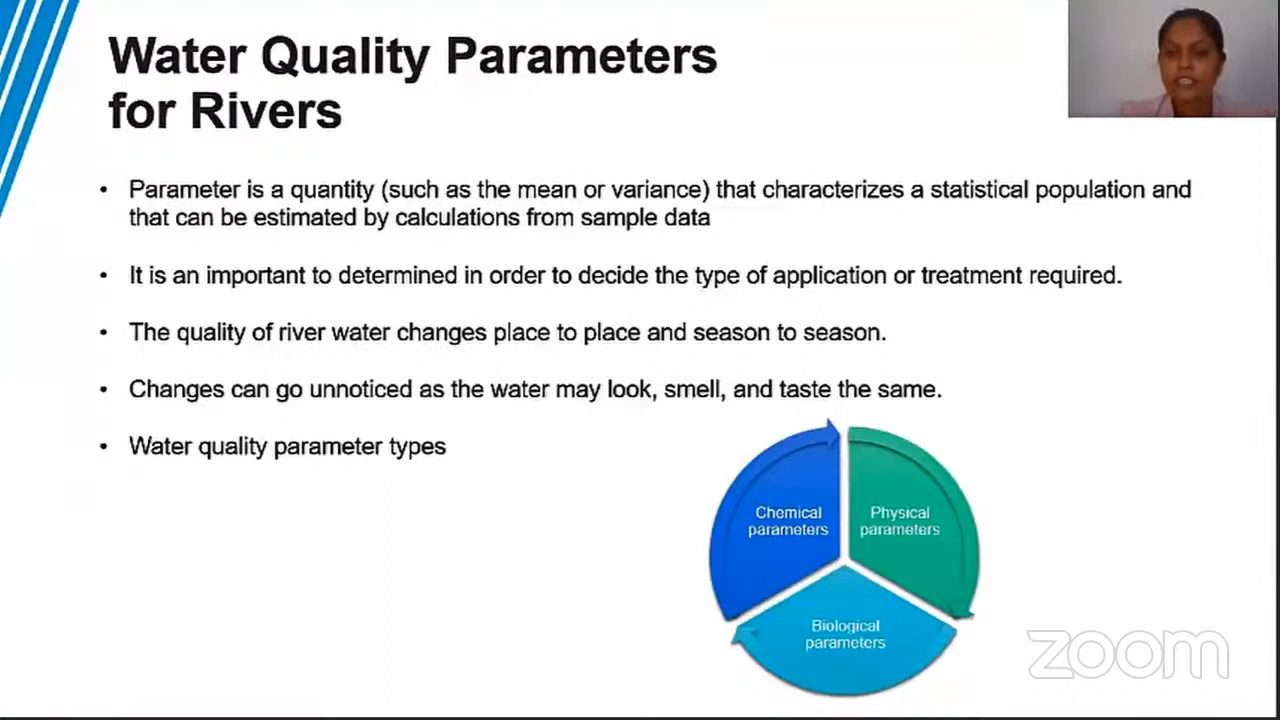 Water Quality Parameters
for Rivers
• Parameter is a quantity (such as the mean or variance) that characterizes a statistical population and
that can be estimated by calculations from sample data
• It is an important to determined in order to decide the type of application or treatment required.
• The quality of river water changes place to place and season to season.
• Changes can go unnoticed as the water may look, smell, and taste the same.
• Water quality parameter types
Chemical
parameters
Physical
parameters
Biological
parameters
zoom